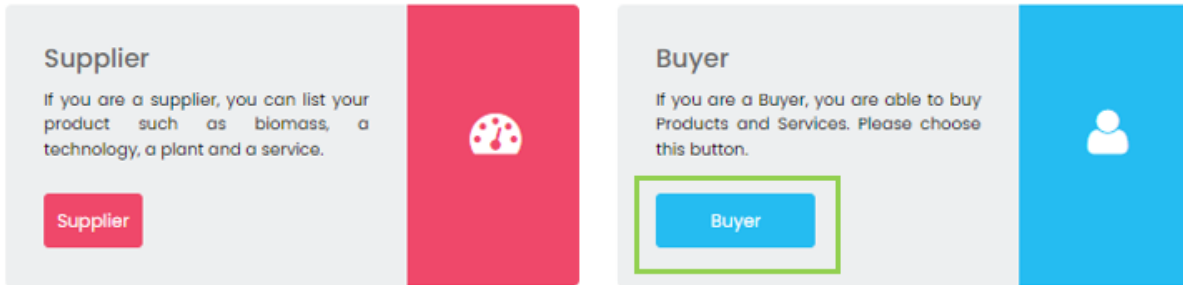 Supplier
If you are a supplier, you can list your
product such as biomass, a
technology, a plant and a service.
Supplier
Buyer
If you are a Buyer, you are able to buy
Products and Services. Please choose
this button.
Buyer